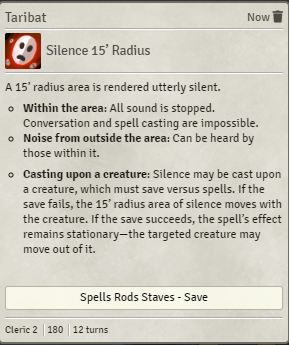 Taribat Now
Silence 15’ Radius
A 15’ radius area is rendered utterly silent.
Within the area: All sound is stopped.
Conversation and spell casting are impossible.
Noise from outside the area: Can be heard by
those within it.
Casting upon a creature: Silence may be cast upon
a creature, which must save versus spells. If the
save fails, the 15’ radius area of silence moves with
the creature. If the save succeeds, the spell’s effect
remains stationary—the targeted creature may
move out of it.
Spells Rods Staves - Save
Cleric 2 180 12 turns